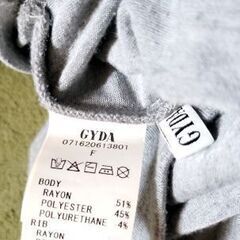 GYDA
071620613801
F
BODY
RAYON 51%
POLYESTER 45%
POLYURETHANE 4%
RIB
RAYON
GYDA